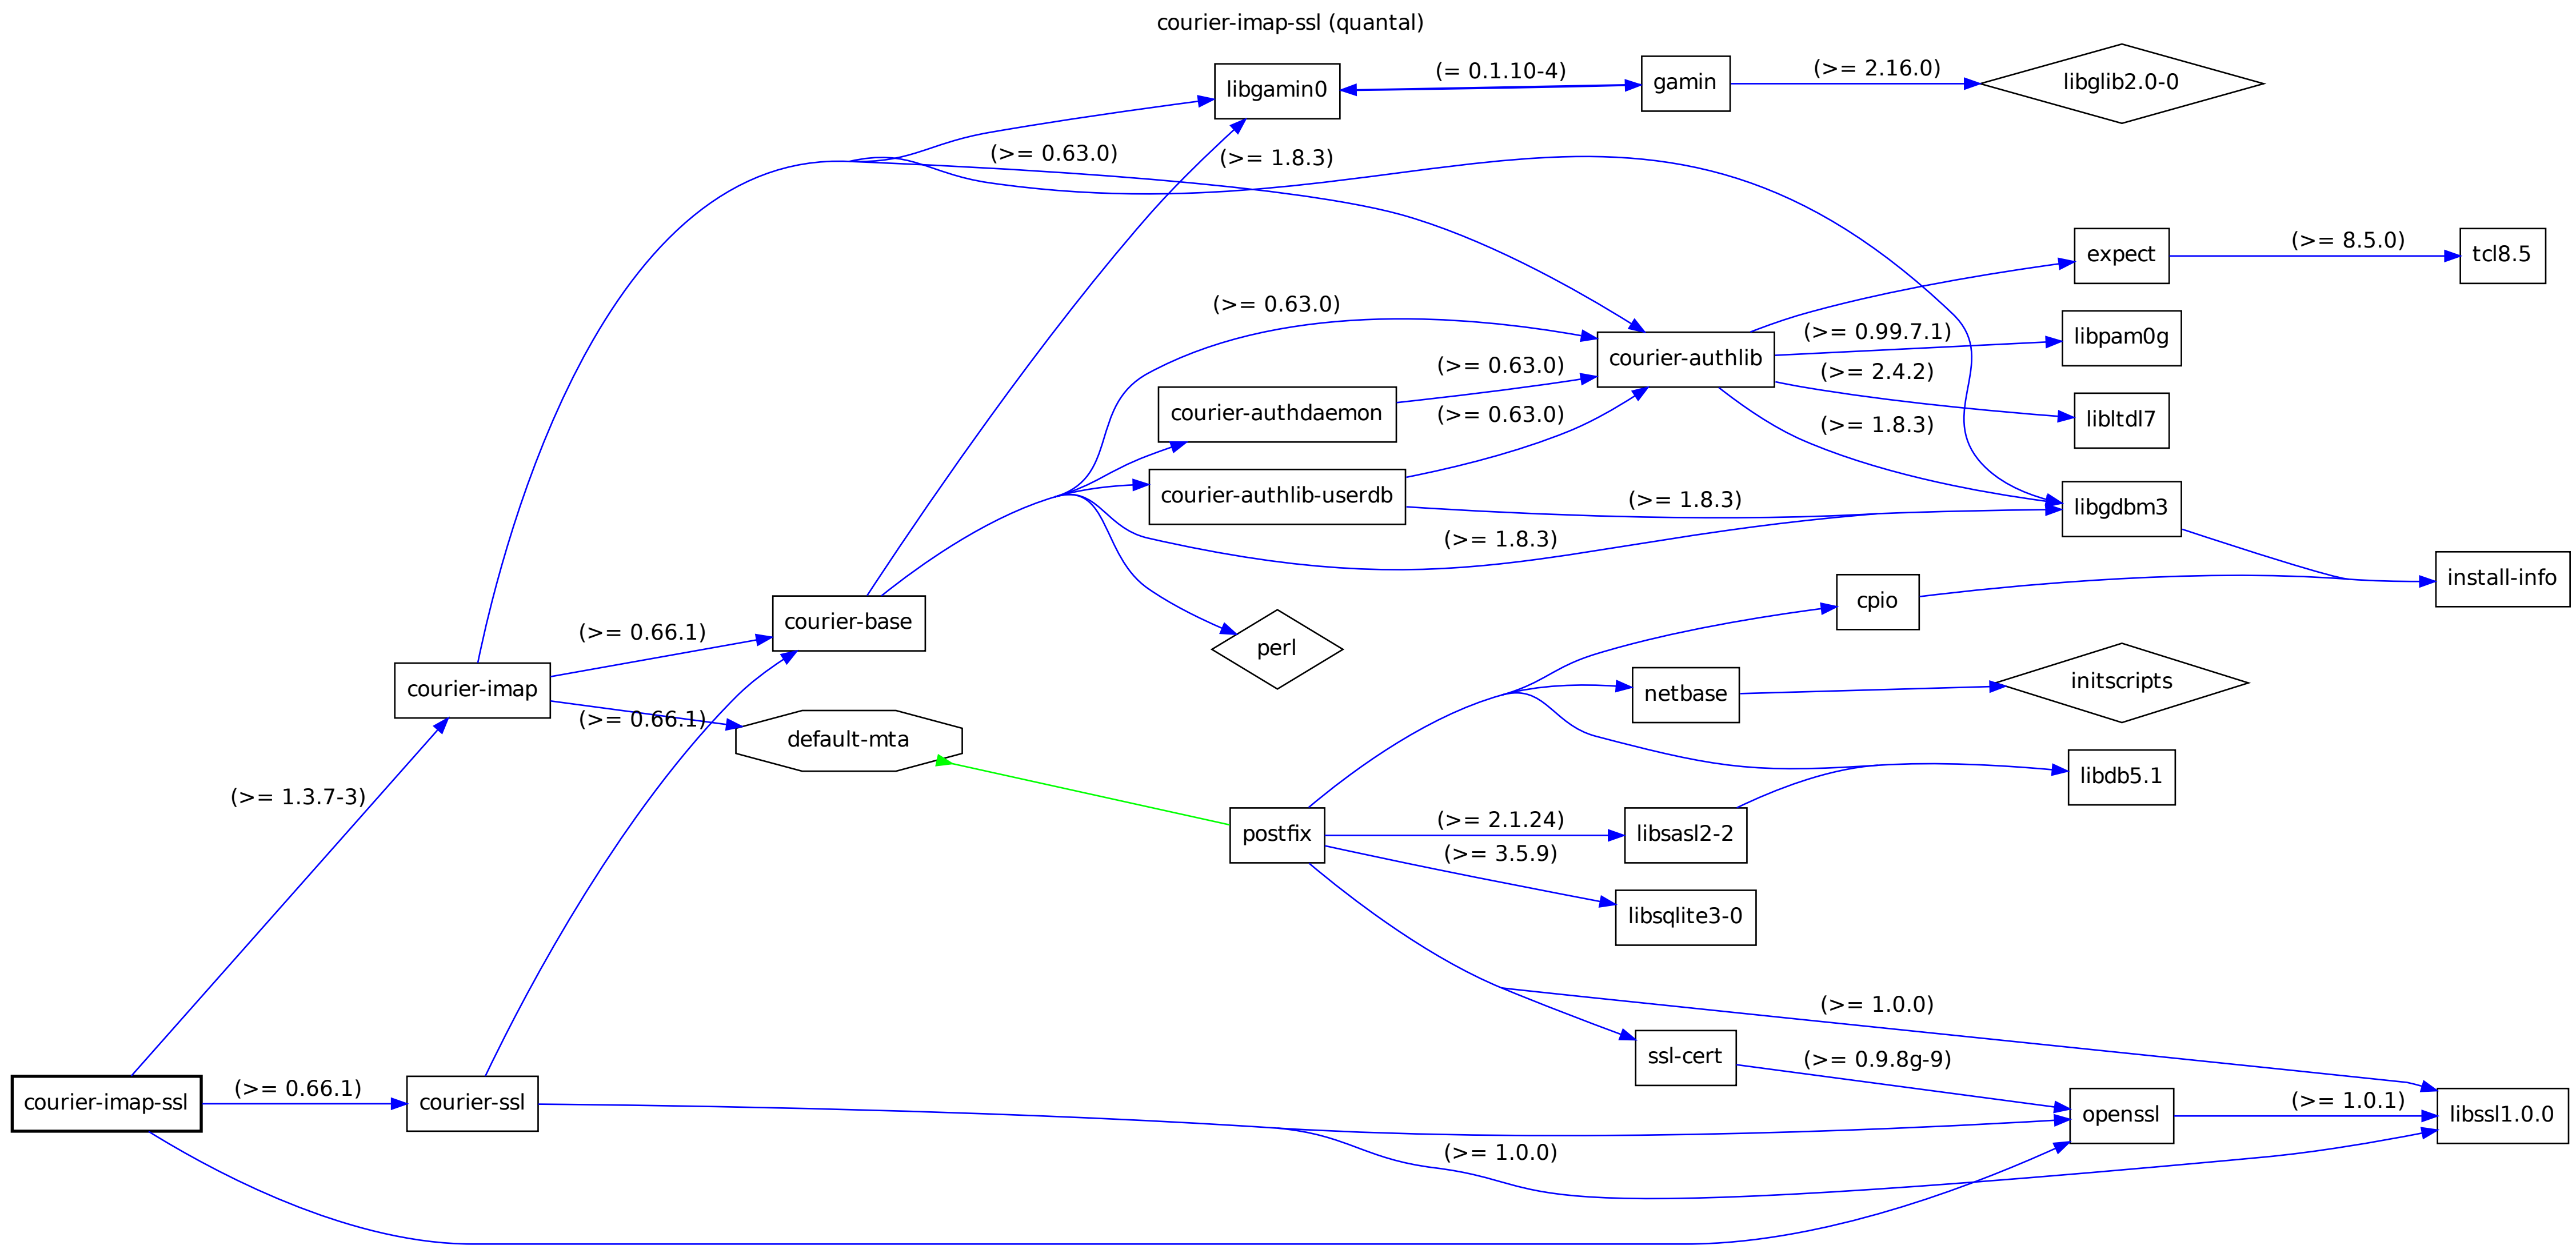 courier-imap-ssl (quantal)
libgamin0
(= 0.1.10-4)
gamin
(>= 2.16.0)
libglib2.0-0
(>= 0.63.0)
(>= 1.8.3)
expect
(>= 8.5.0)
tcl8.5
(>= 0.63.0)
courier-authlib
(>= 0.99.7.1)
libpam0g
(>= 0.63.0)
(>= 2.4.2)
courier-authdaemon
(>= 0.63.0)
(>= 1.8.3)
libltdl7
courier-authlib-userdb
(>= 1.8.3)
libgdbm3
(>= 1.8.3)
install-info
cpio
courier-base
(>= 0.66.1)
perl
courier-imap
netbase
initscripts
(>= 0.66.1)
default-mta
libdb5.1
(>= 1.3.7-3)
postfix
(>= 2.1.24)
libsasl2-2
(>= 3.5.9)
libsqlite3-0
(>= 1.0.0)
ssl-cert
(>= 0.9.8g-9)
courier-imap-ssl
(>= 0.66.1)
courier-ssl
openssl
(>= 1.0.1)
libssl1.0.0
(>= 1.0.0)